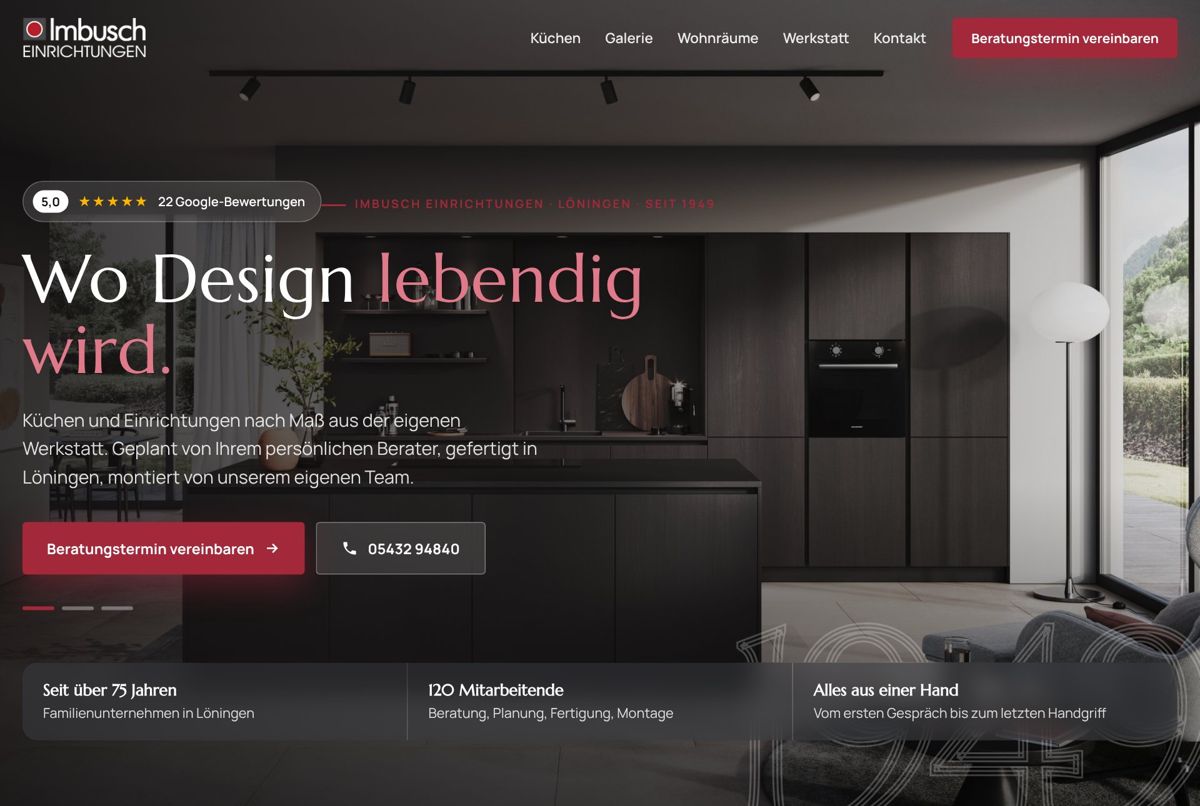 Imbusch
EINRICHTUNGEN
Küchen Galerie Wohnräume Werkstatt Kontakt Beratungstermin vereinbaren
5,0 ★★★★★ 22 Google-Bewertungen
IMBUSCH EINRICHTUNGEN · LÖNINGEN · SEIT 1949
Wo Design lebendig
wird.
Küchen und Einrichtungen nach Maß aus der eigenen
Werkstatt. Geplant von Ihrem persönlichen Berater, gefertigt in
Löningen, montiert von unserem eigenen Team.
Beratungstermin vereinbaren →
05432 94840
1949
Seit über 75 Jahren
Familienunternehmen in Löningen
120 Mitarbeitende
Beratung, Planung, Fertigung, Montage
Alles aus einer Hand
Vom ersten Gespräch bis zum letzten Handgriff